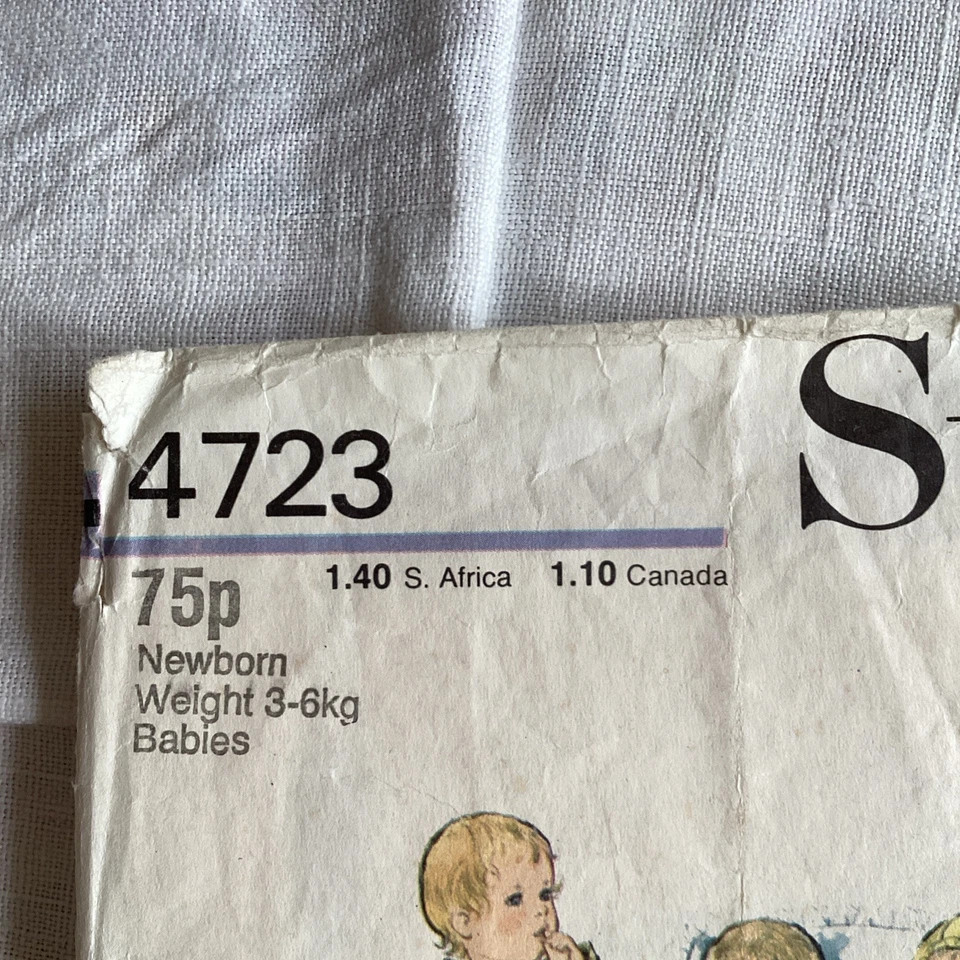 4723
S
75p 1.40 S. Africa 1.10 Canada
Newborn
Weight 3-6kg
Babies